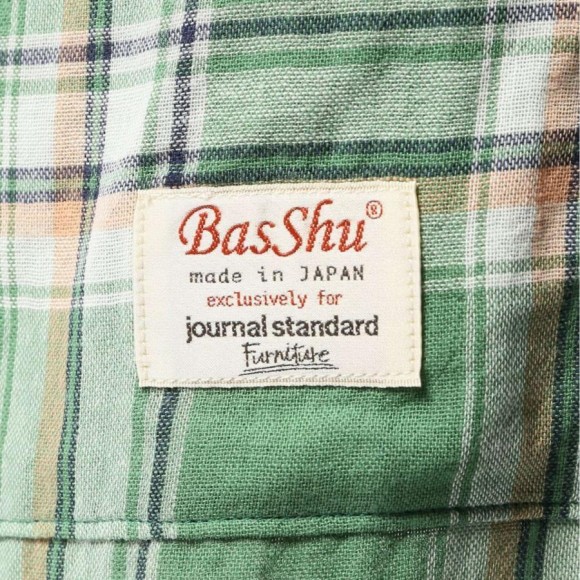 BasShu®
made in JAPAN
exclusively for
journal standard
Furniture